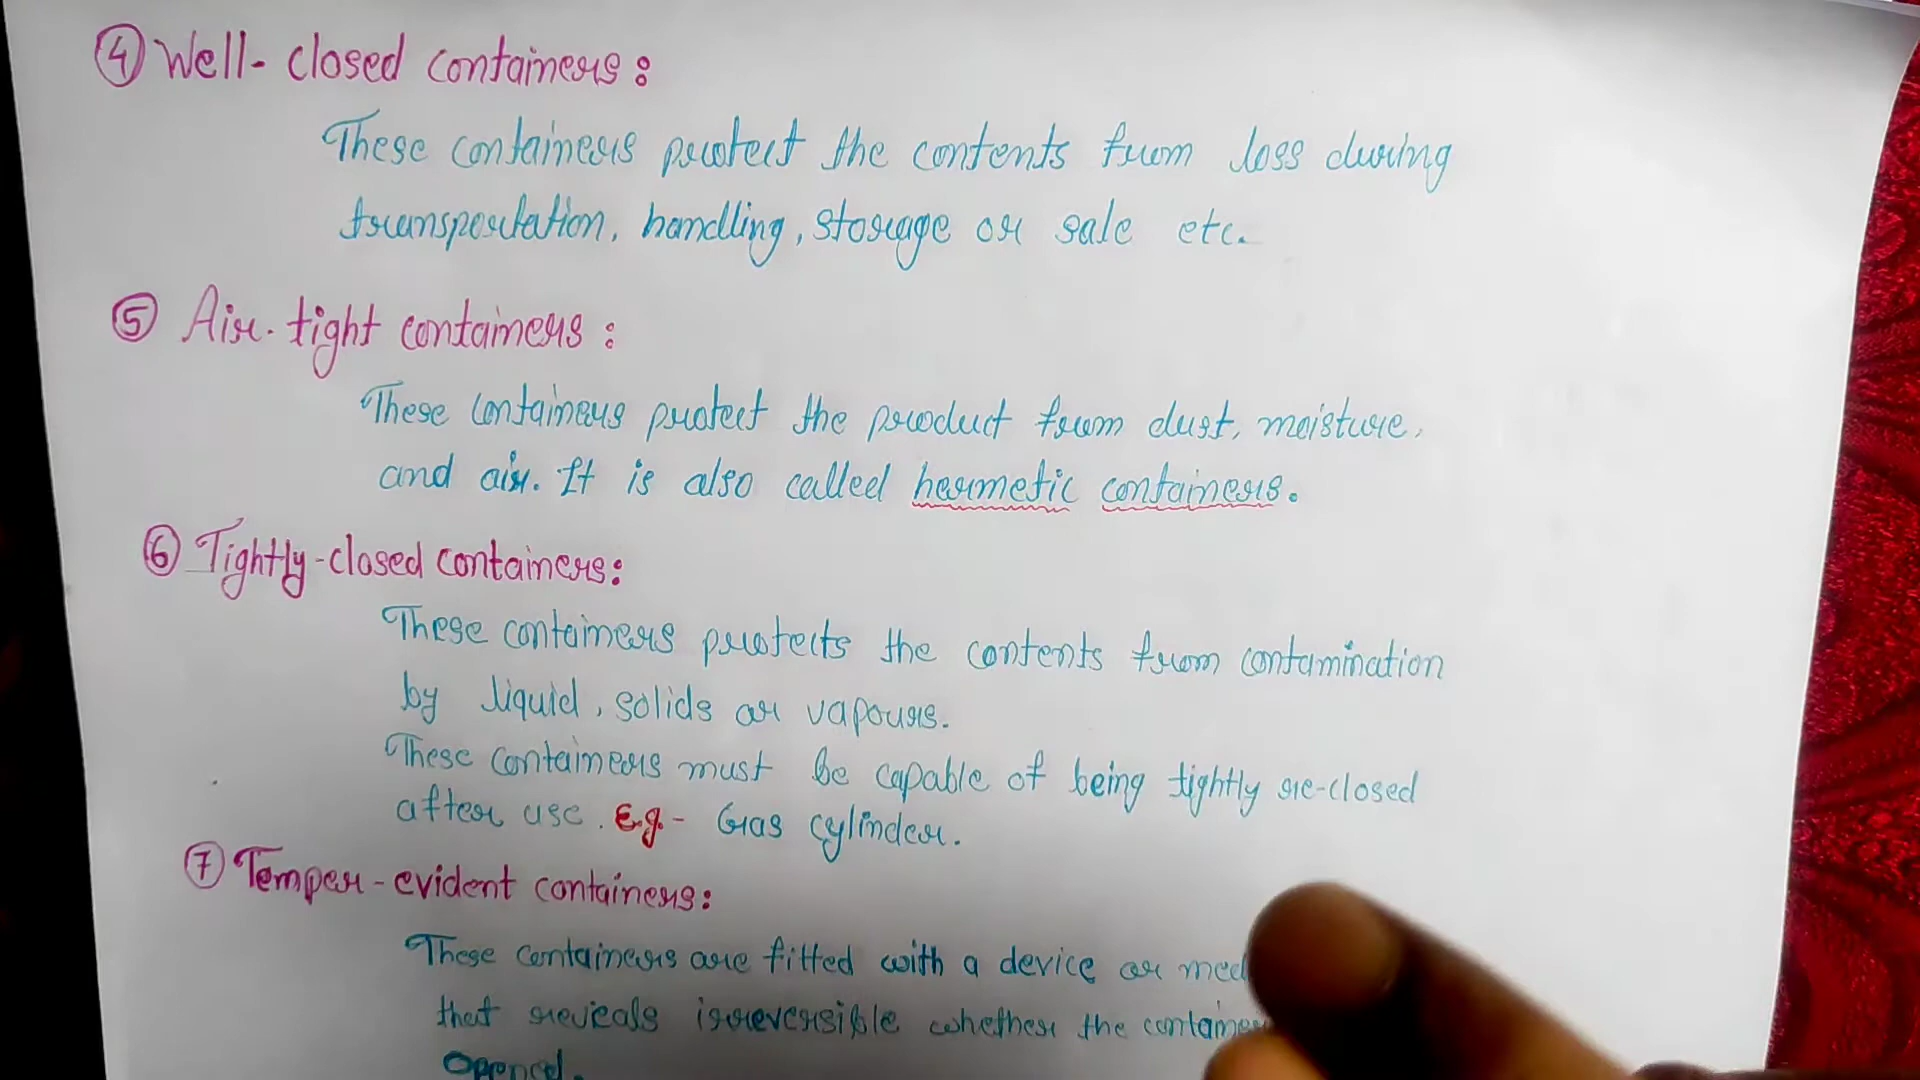 ④ Well-closed containers:
These containers protect the contents from loss during
transportation, handling, storage or sale etc.
⑤ Air-tight containers:
These containers protect the product from dust, moisture,
and air. It is also called hermetic containers.
⑥ Tightly-closed containers:
These containers protects the contents from contamination
by liquid, solids or vapours.
These containers must be capable of being tightly re-closed
after use. E.g.- Gas cylinder.
⑦ Temper-evident containers:
These containers are fitted with a device or
that reveals irreversible whether the
opened.